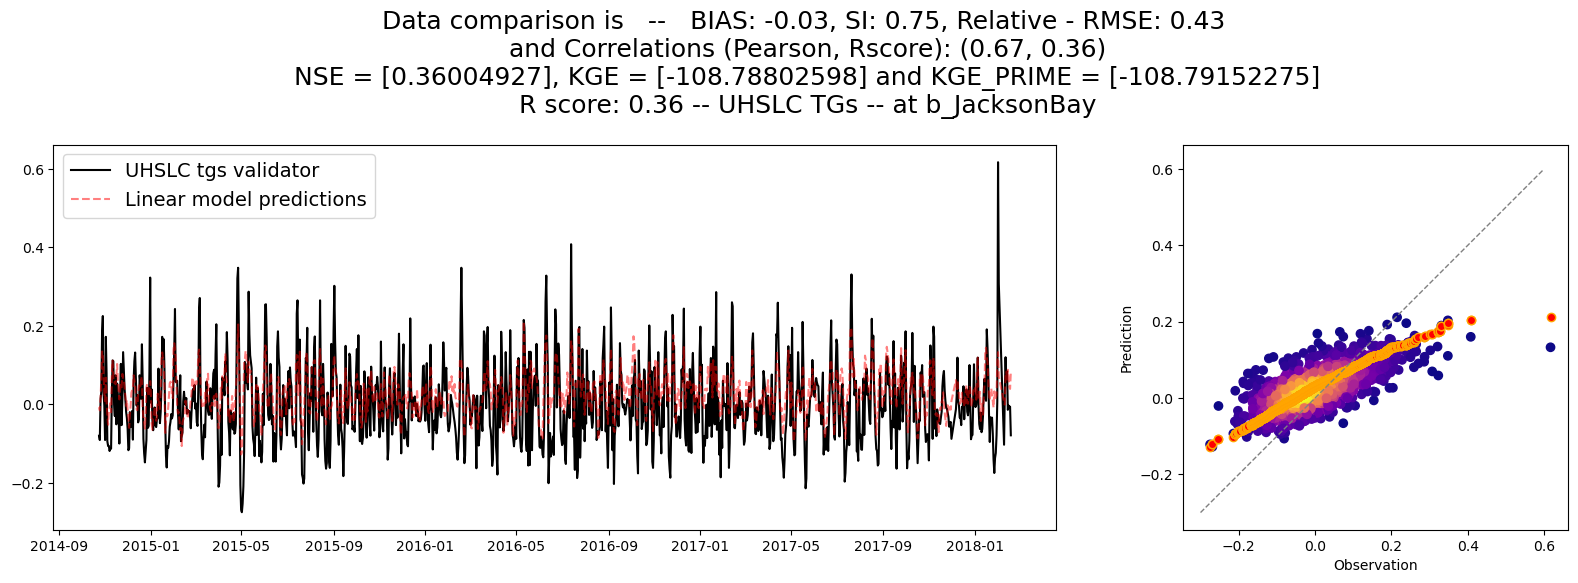 Data comparison is   --   BIAS: -0.03, SI: 0.75, Relative - RMSE: 0.43
and Correlations (Pearson, Rscore): (0.67, 0.36)
NSE = [0.36004927], KGE = [-108.78802598] and KGE_PRIME = [-108.79152275]
R score: 0.36 -- UHSLC TGs -- at b_JacksonBay
UHSLC tgs validator
Linear model predictions
0.6
0.4
0.2
0.0
−0.2
2014-09 2015-01 2015-05 2015-09 2016-01 2016-05 2016-09 2017-01 2017-05 2017-09 2018-01
Prediction
0.6
0.4
0.2
0.0
−0.2
−0.2 0.0 0.2 0.4 0.6
Observation